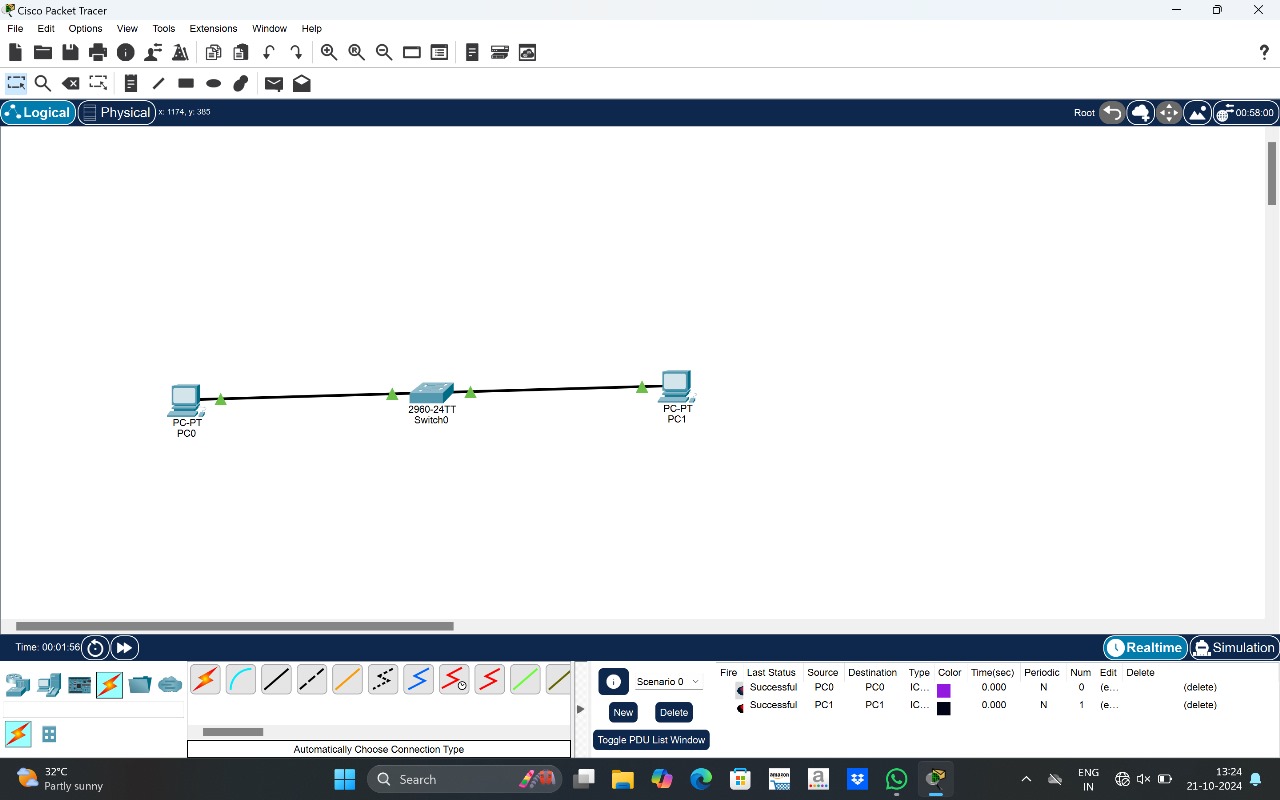 Cisco Packet Tracer
File Edit Options View Tools Extensions Window Help
Logical Physical x: 1174, y: 385 Root 00:58:00
PC-PT
PC0
2960-24TT
Switch0
PC-PT
PC1
Time: 00:01:56 Realtime Simulation
Scenario 0
New Delete
Toggle PDU List Window
Fire Last Status Source Destination Type Color Time(sec) Periodic Num Edit Delete
Successful PC0 PC0 IC... 0.000 N 0 (e... (delete)
Successful PC1 PC1 IC... 0.000 N 1 (e... (delete)
Automatically Choose Connection Type
32°C
Partly sunny
Search
amazon
ENG
IN
13:24
21-10-2024